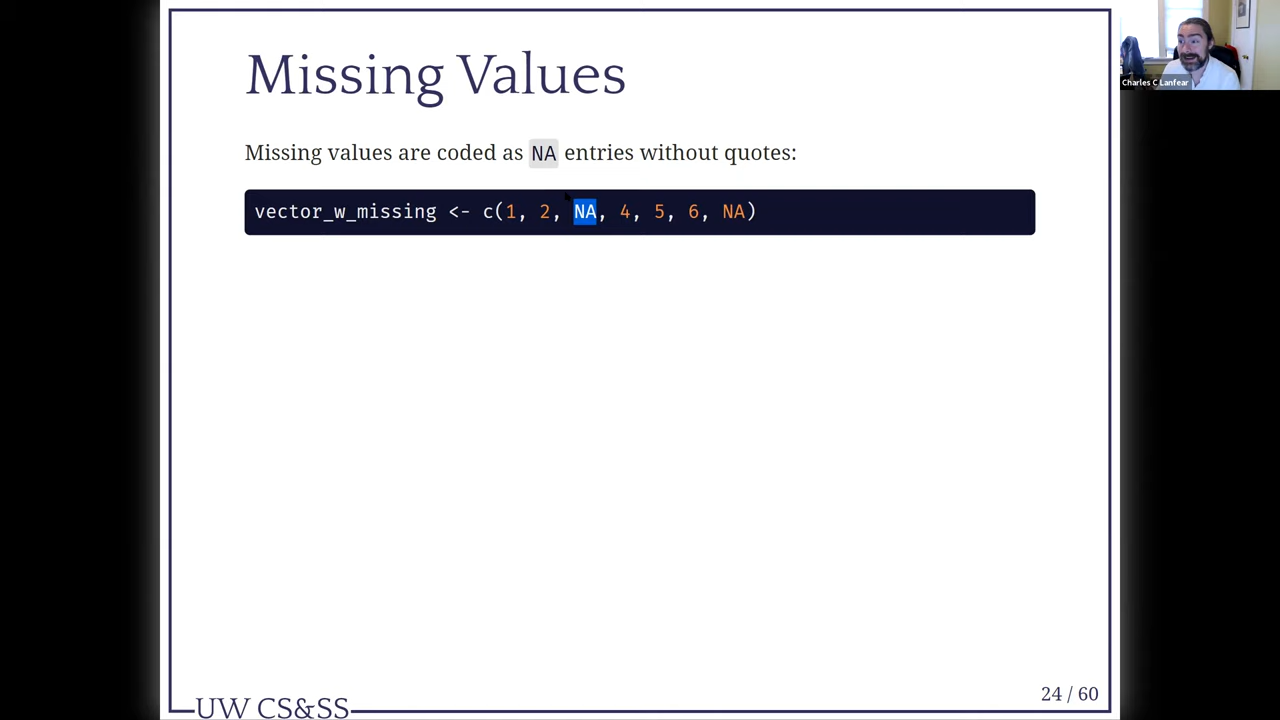 Missing Values
Charles C Lanfear
Missing values are coded as NA entries without quotes:
vector_w_missing <- c(1, 2, NA, 4, 5, 6, NA)
24 / 60
UW CS&SS